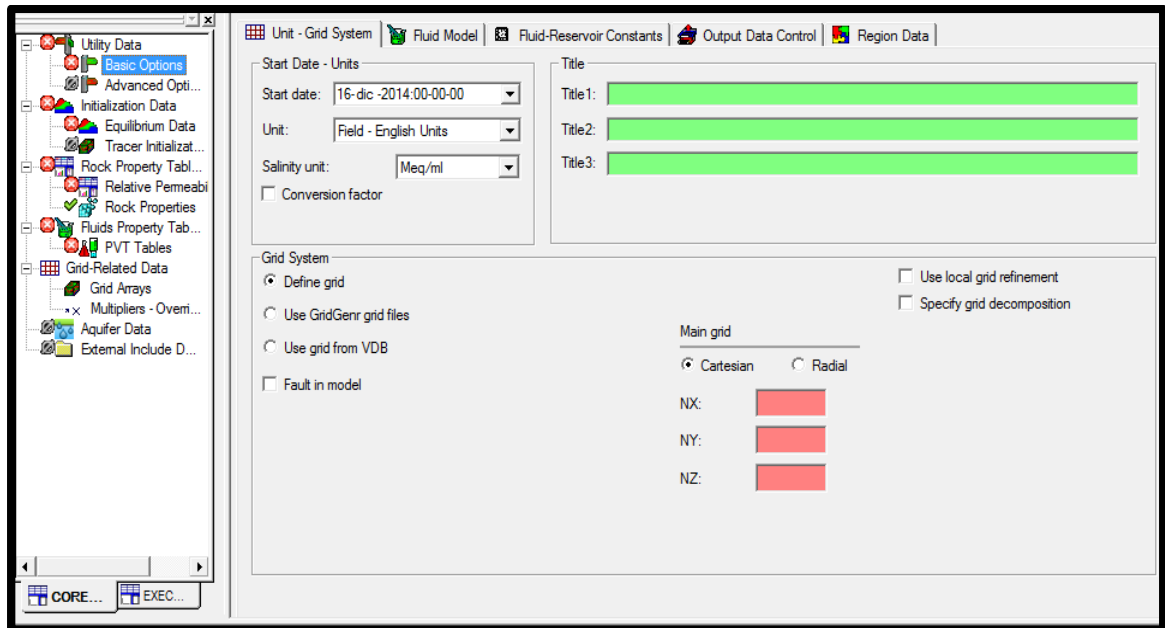 Utility Data
Basic Options
Advanced Opti...
Initialization Data
Equilibrium Data
Tracer Initializat...
Rock Property Tabl...
Relative Permeabi
Rock Properties
Fluids Property Tab...
PVT Tables
Grid-Related Data
Grid Arrays
Multipliers - Overri...
Aquifer Data
External Include D...
CORE...
EXEC...
Unit - Grid System
Fluid Model
Fluid-Reservoir Constants
Output Data Control
Region Data
Start Date - Units
Start date: 16-dic -2014:00-00-00
Unit: Field - English Units
Salinity unit: Meq/ml
Conversion factor
Title
Title1:
Title2:
Title3:
Grid System
Define grid
Use GridGenr grid files
Use grid from VDB
Fault in model
Use local grid refinement
Specify grid decomposition
Main grid
Cartesian Radial
NX:
NY:
NZ: